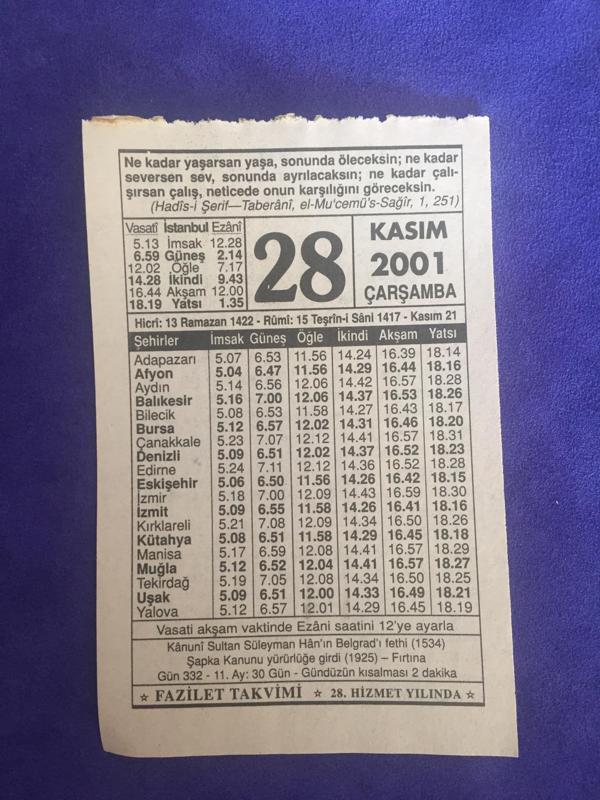 Ne kadar yaşarsan yaşa, sonunda öleceksin; ne kadar
seversen sev, sonunda ayrılacaksın; ne kadar çalı-
şırsan çalış, neticede onun karşılığını göreceksin.
(Hadîs-i Şerif—Taberânî, el-Mu'cemü's-Sağîr, 1, 251)
Vasatî İstanbul Ezânî
5.13 İmsak 12.28
6.59 Güneş 2.14
12.02 Öğle 7.17
14.28 İkindi 9.43
16.44 Akşam 12.00
18.19 Yatsı 1.35
28
KASIM
2001
ÇARŞAMBA
Hicrî: 13 Ramazan 1422 - Rûmî: 15 Teşrîn-i Sâni 1417 - Kasım 21
Şehirler İmsak Güneş Öğle İkindi Akşam Yatsı
Adapazarı 5.07 6.53 11.56 14.24 16.39 18.14
Afyon 5.04 6.47 11.56 14.29 16.44 18.16
Aydın 5.14 6.56 12.06 14.42 16.57 18.28
Balıkesir 5.16 7.00 12.06 14.37 16.53 18.26
Bilecik 5.08 6.53 11.58 14.27 16.43 18.17
Bursa 5.12 6.57 12.02 14.31 16.46 18.20
Çanakkale 5.23 7.07 12.12 14.41 16.57 18.31
Denizli 5.09 6.51 12.02 14.37 16.52 18.23
Edirne 5.24 7.11 12.12 14.36 16.52 18.28
Eskişehir 5.06 6.50 11.56 14.26 16.42 18.15
İzmir 5.18 7.00 12.09 14.43 16.59 18.30
İzmit 5.09 6.55 11.58 14.26 16.41 18.16
Kırklareli 5.21 7.08 12.09 14.34 16.50 18.26
Kütahya 5.08 6.51 11.58 14.29 16.45 18.18
Manisa 5.17 6.59 12.08 14.41 16.57 18.29
Muğla 5.12 6.52 12.04 14.41 16.57 18.27
Tekirdağ 5.19 7.05 12.08 14.34 16.50 18.25
Uşak 5.09 6.51 12.00 14.33 16.49 18.21
Yalova 5.12 6.57 12.01 14.29 16.45 18.19
Vasati akşam vaktinde Ezâni saatini 12'ye ayarla
Kânunî Sultan Süleyman Hân'ın Belgrad'ı fethi (1534)
Şapka Kanunu yürürlüğe girdi (1925) – Fırtına
Gün 332 - 11. Ay: 30 Gün - Gündüzün kısalması 2 dakika
☆ FAZİLET TAKVİMİ ☆ 28. HİZMET YILINDA ☆